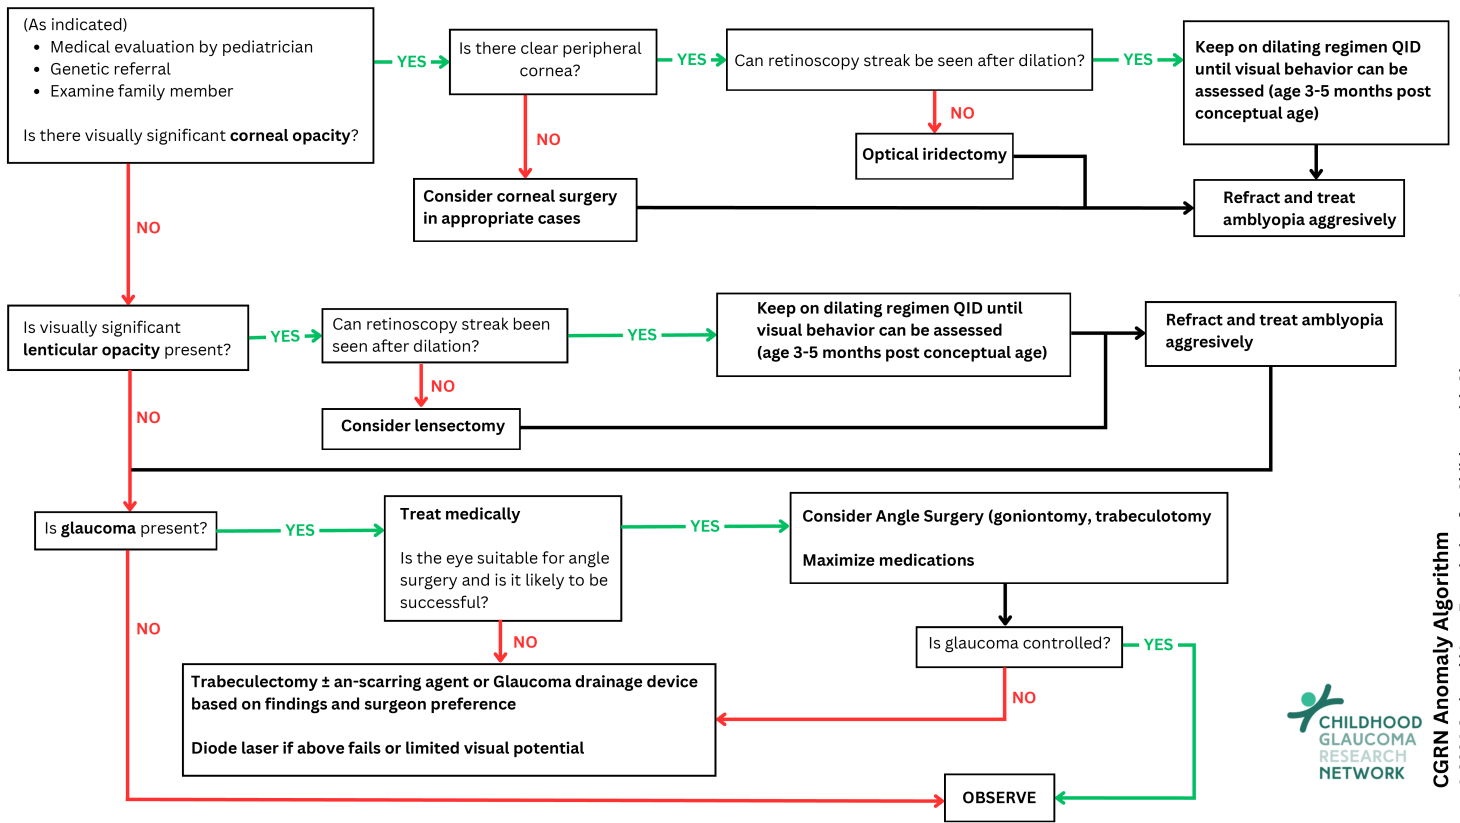 (As indicated)
• Medical evaluation by pediatrician
• Genetic referral
• Examine family member
Is there visually significant corneal opacity?
YES
Is there clear peripheral
cornea?
YES
Can retinoscopy streak be seen after dilation?
YES
Keep on dilating regimen QID
until visual behavior can be
assessed (age 3-5 months post
conceptual age)
NO
NO
Optical iridectomy
Consider corneal surgery
in appropriate cases
Refract and treat
amblyopia aggresively
NO
Is visually significant
lenticular opacity present?
YES
Can retinoscopy streak been
seen after dilation?
YES
Keep on dilating regimen QID until
visual behavior can be assessed
(age 3-5 months post conceptual age)
Refract and treat amblyopia
aggresively
NO
Consider lensectomy
NO
Is glaucoma present?
YES
Treat medically
Is the eye suitable for angle
surgery and is it likely to be
successful?
YES
Consider Angle Surgery (goniontomy, trabeculotomy
Maximize medications
NO
NO
Is glaucoma controlled?
YES
Trabeculectomy ± an-scarring agent or Glaucoma drainage device
based on findings and surgeon preference
Diode laser if above fails or limited visual potential
NO
OBSERVE
CHILDHOOD
GLAUCOMA
RESEARCH
NETWORK
CGRN Anomaly Algorithm